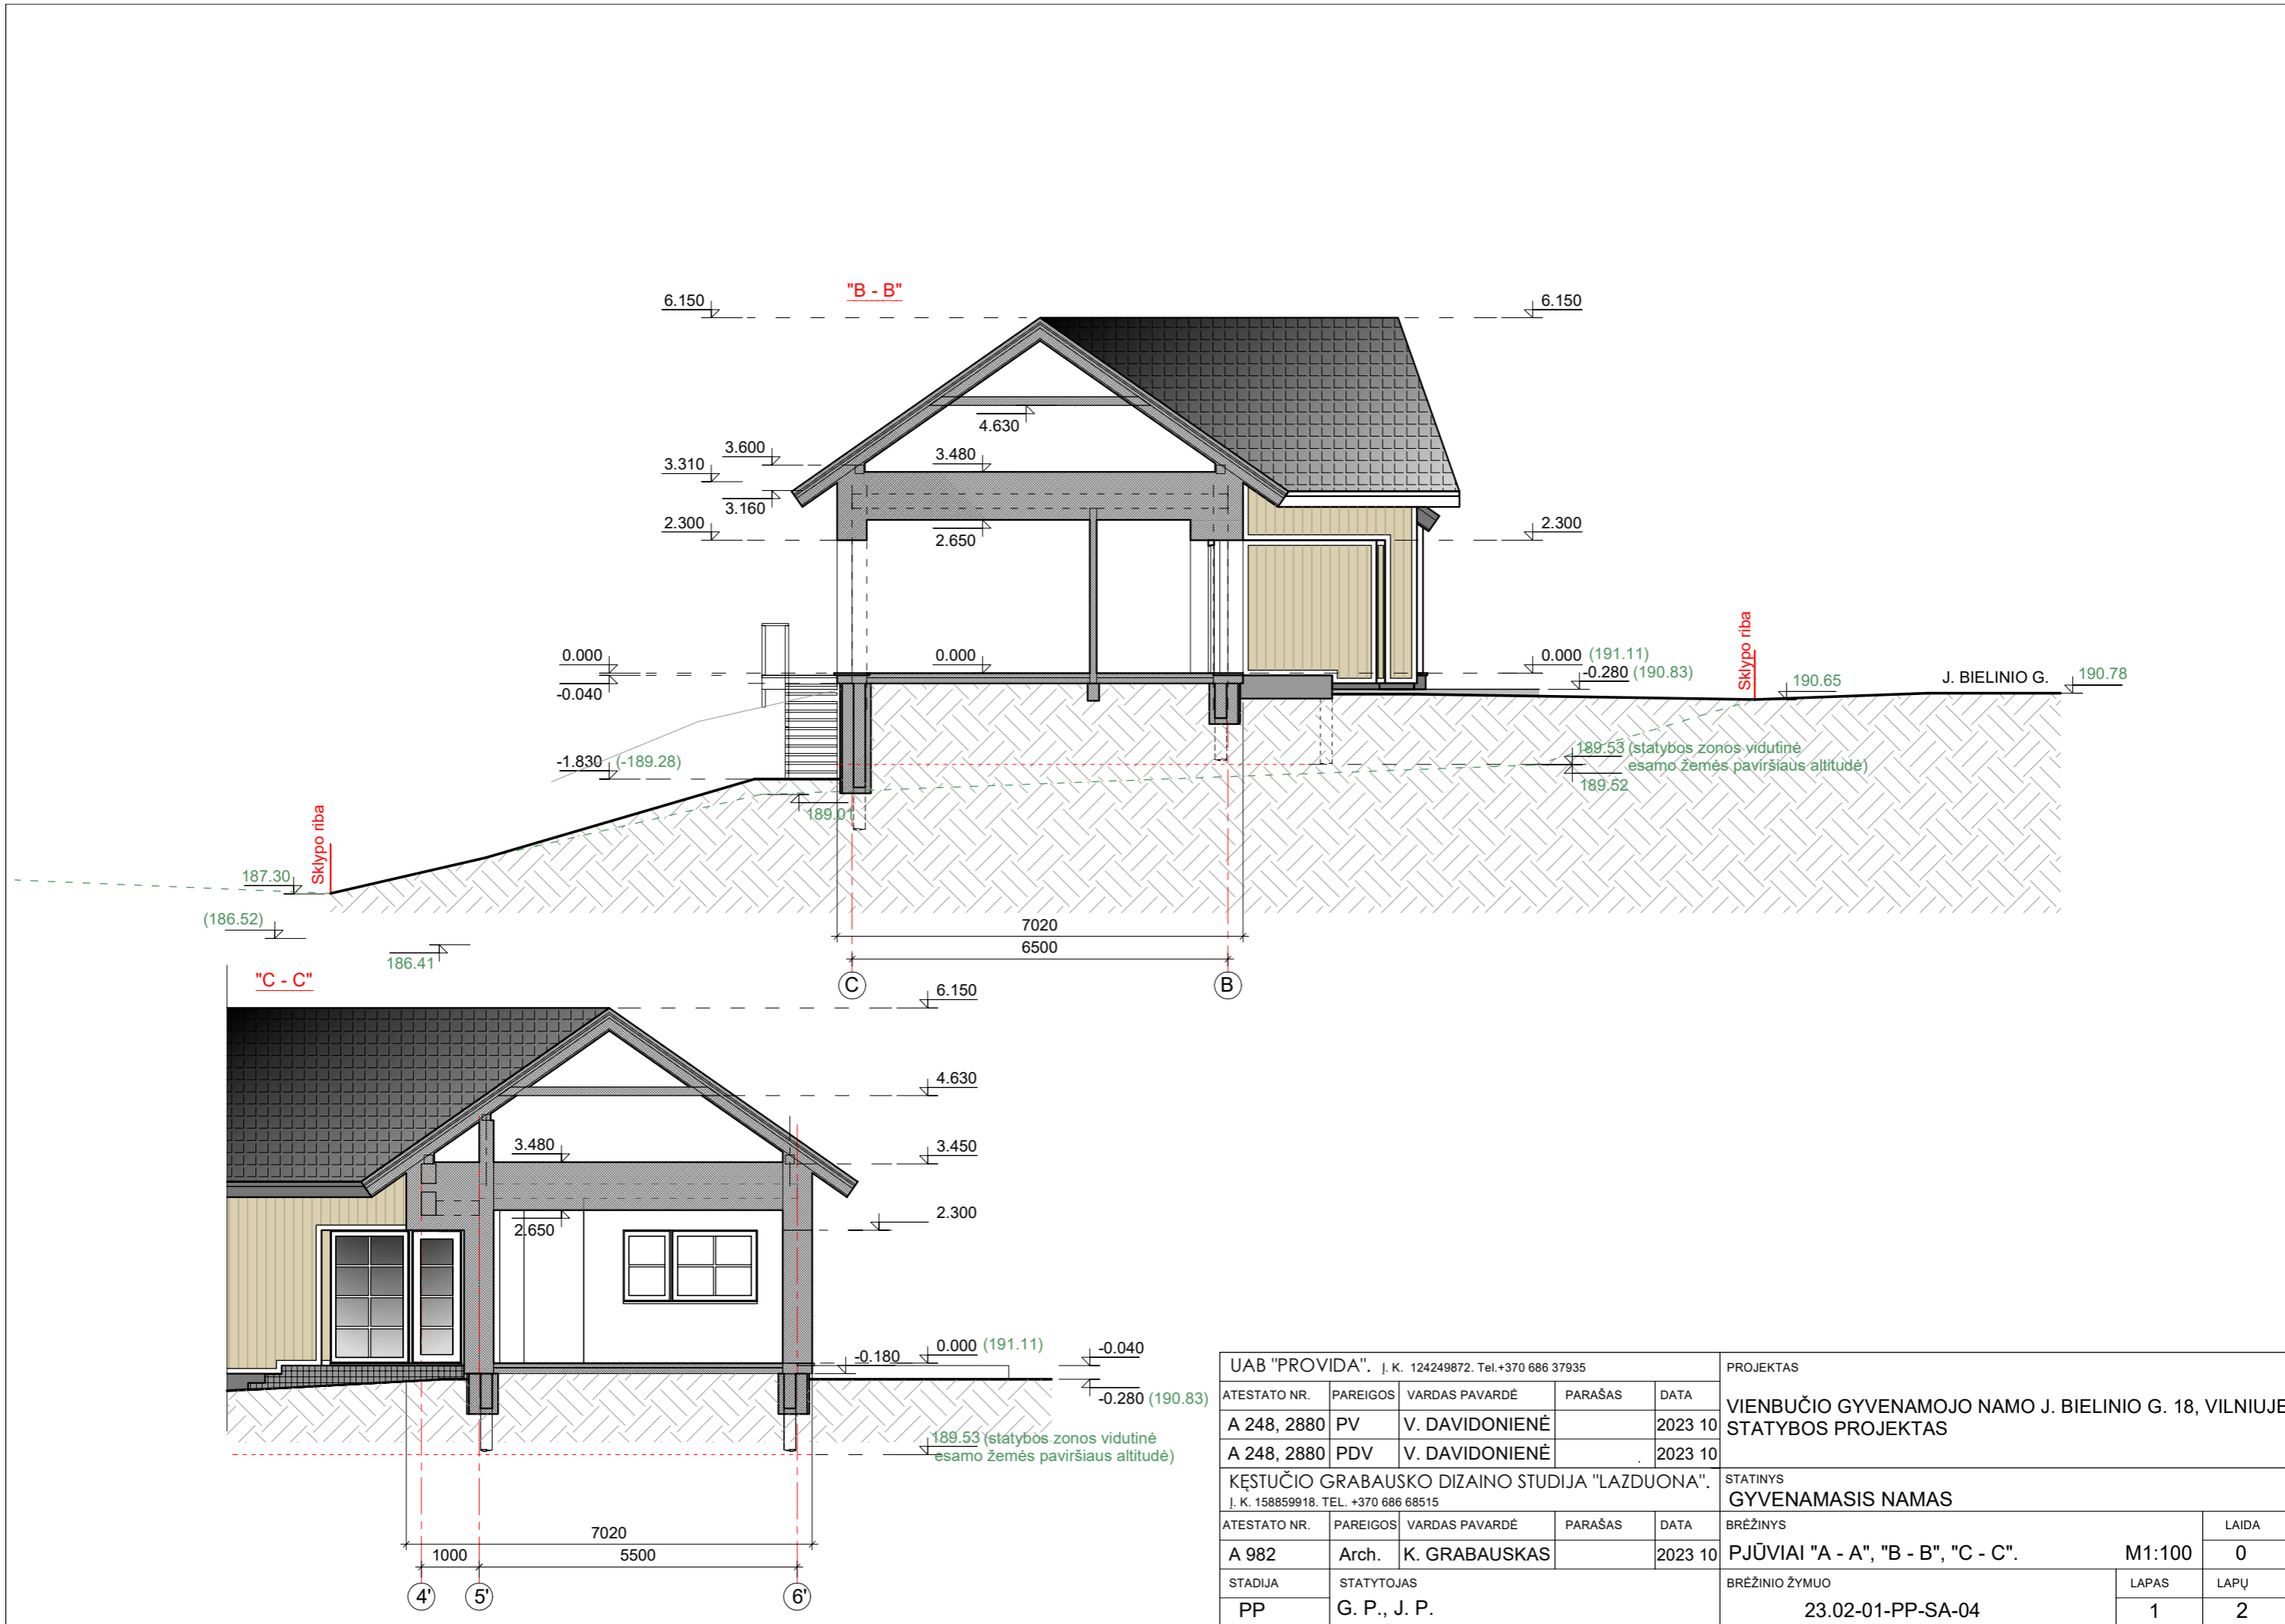 "B - B"
6.150
6.150
4.630
3.600
3.480
3.310
3.160
2.300
2.650
2.300
0.000
-0.040
0.000
0.000 (191.11)
-0.280 (190.83)
Sklypo riba
190.65
J. BIELINIO G.
190.78
-1.830 (-189.28)
189.53 (statybos zonos vidutinė
esamo žemės paviršiaus altitudė)
189.52
189.01
Sklypo riba
187.30
(186.52)
186.41
7020
6500
C
B
"C - C"
6.150
4.630
3.480
3.450
2.300
2.650
-0.180
0.000 (191.11)
-0.040
-0.280 (190.83)
189.53 (statybos zonos vidutinė
esamo žemės paviršiaus altitudė)
7020
1000
5500
4'
5'
6'
UAB "PROVIDA". Į. K. 124249872. Tel.+370 686 37935
ATESTATO NR. PAREIGOS VARDAS PAVARDĖ PARAŠAS DATA
A 248, 2880 PV V. DAVIDONIENĖ 2023 10
A 248, 2880 PDV V. DAVIDONIENĖ . 2023 10
KĘSTUČIO GRABAUSKO DIZAINO STUDIJA "LAZDUONA".
Į. K. 158859918. TEL. +370 686 68515
ATESTATO NR. PAREIGOS VARDAS PAVARDĖ PARAŠAS DATA
A 982 Arch. K. GRABAUSKAS 2023 10
STADIJA STATYTOJAS
PP G. P., J. P.
PROJEKTAS
VIENBUČIO GYVENAMOJO NAMO J. BIELINIO G. 18, VILNIUJE
STATYBOS PROJEKTAS
STATINYS
GYVENAMASIS NAMAS
BRĖŽINYS LAIDA
PJŪVIAI "A - A", "B - B", "C - C". M1:100 0
BRĖŽINIO ŽYMUO LAPAS LAPŲ
23.02-01-PP-SA-04 1 2